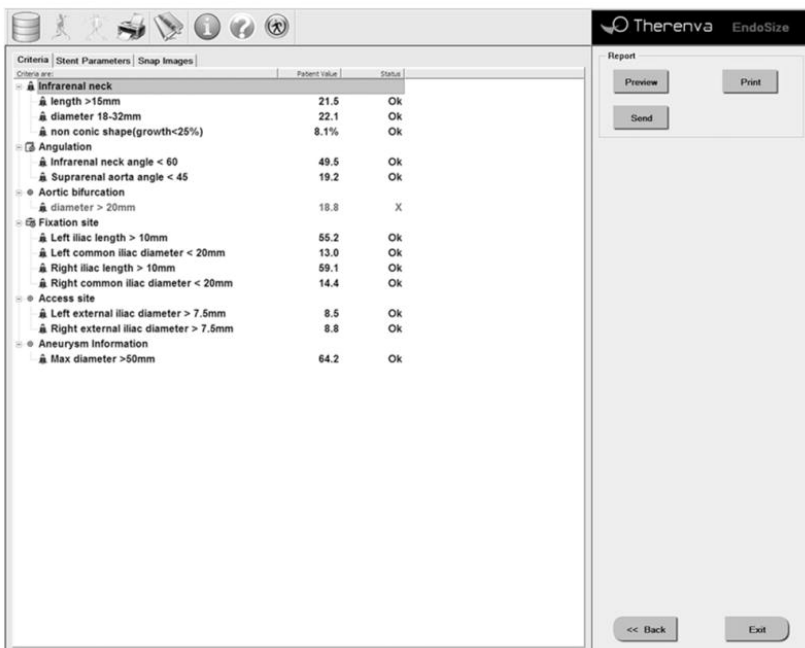 Therenva EndoSize
Criteria Stent Parameters Snap Images
Criteria are: Patient Value Status
Infrarenal neck
length >15mm 21.5 Ok
diameter 18-32mm 22.1 Ok
non conic shape(growth<25%) 8.1% Ok
Angulation
Infrarenal neck angle < 60 49.5 Ok
Suprarenal aorta angle < 45 19.2 Ok
Aortic bifurcation
diameter > 20mm 18.8 X
Fixation site
Left iliac length > 10mm 55.2 Ok
Left common iliac diameter < 20mm 13.0 Ok
Right iliac length > 10mm 59.1 Ok
Right common iliac diameter < 20mm 14.4 Ok
Access site
Left external iliac diameter > 7.5mm 8.5 Ok
Right external iliac diameter > 7.5mm 8.8 Ok
Aneurysm Information
Max diameter >50mm 64.2 Ok
Report
Preview Print
Send
<< Back Exit